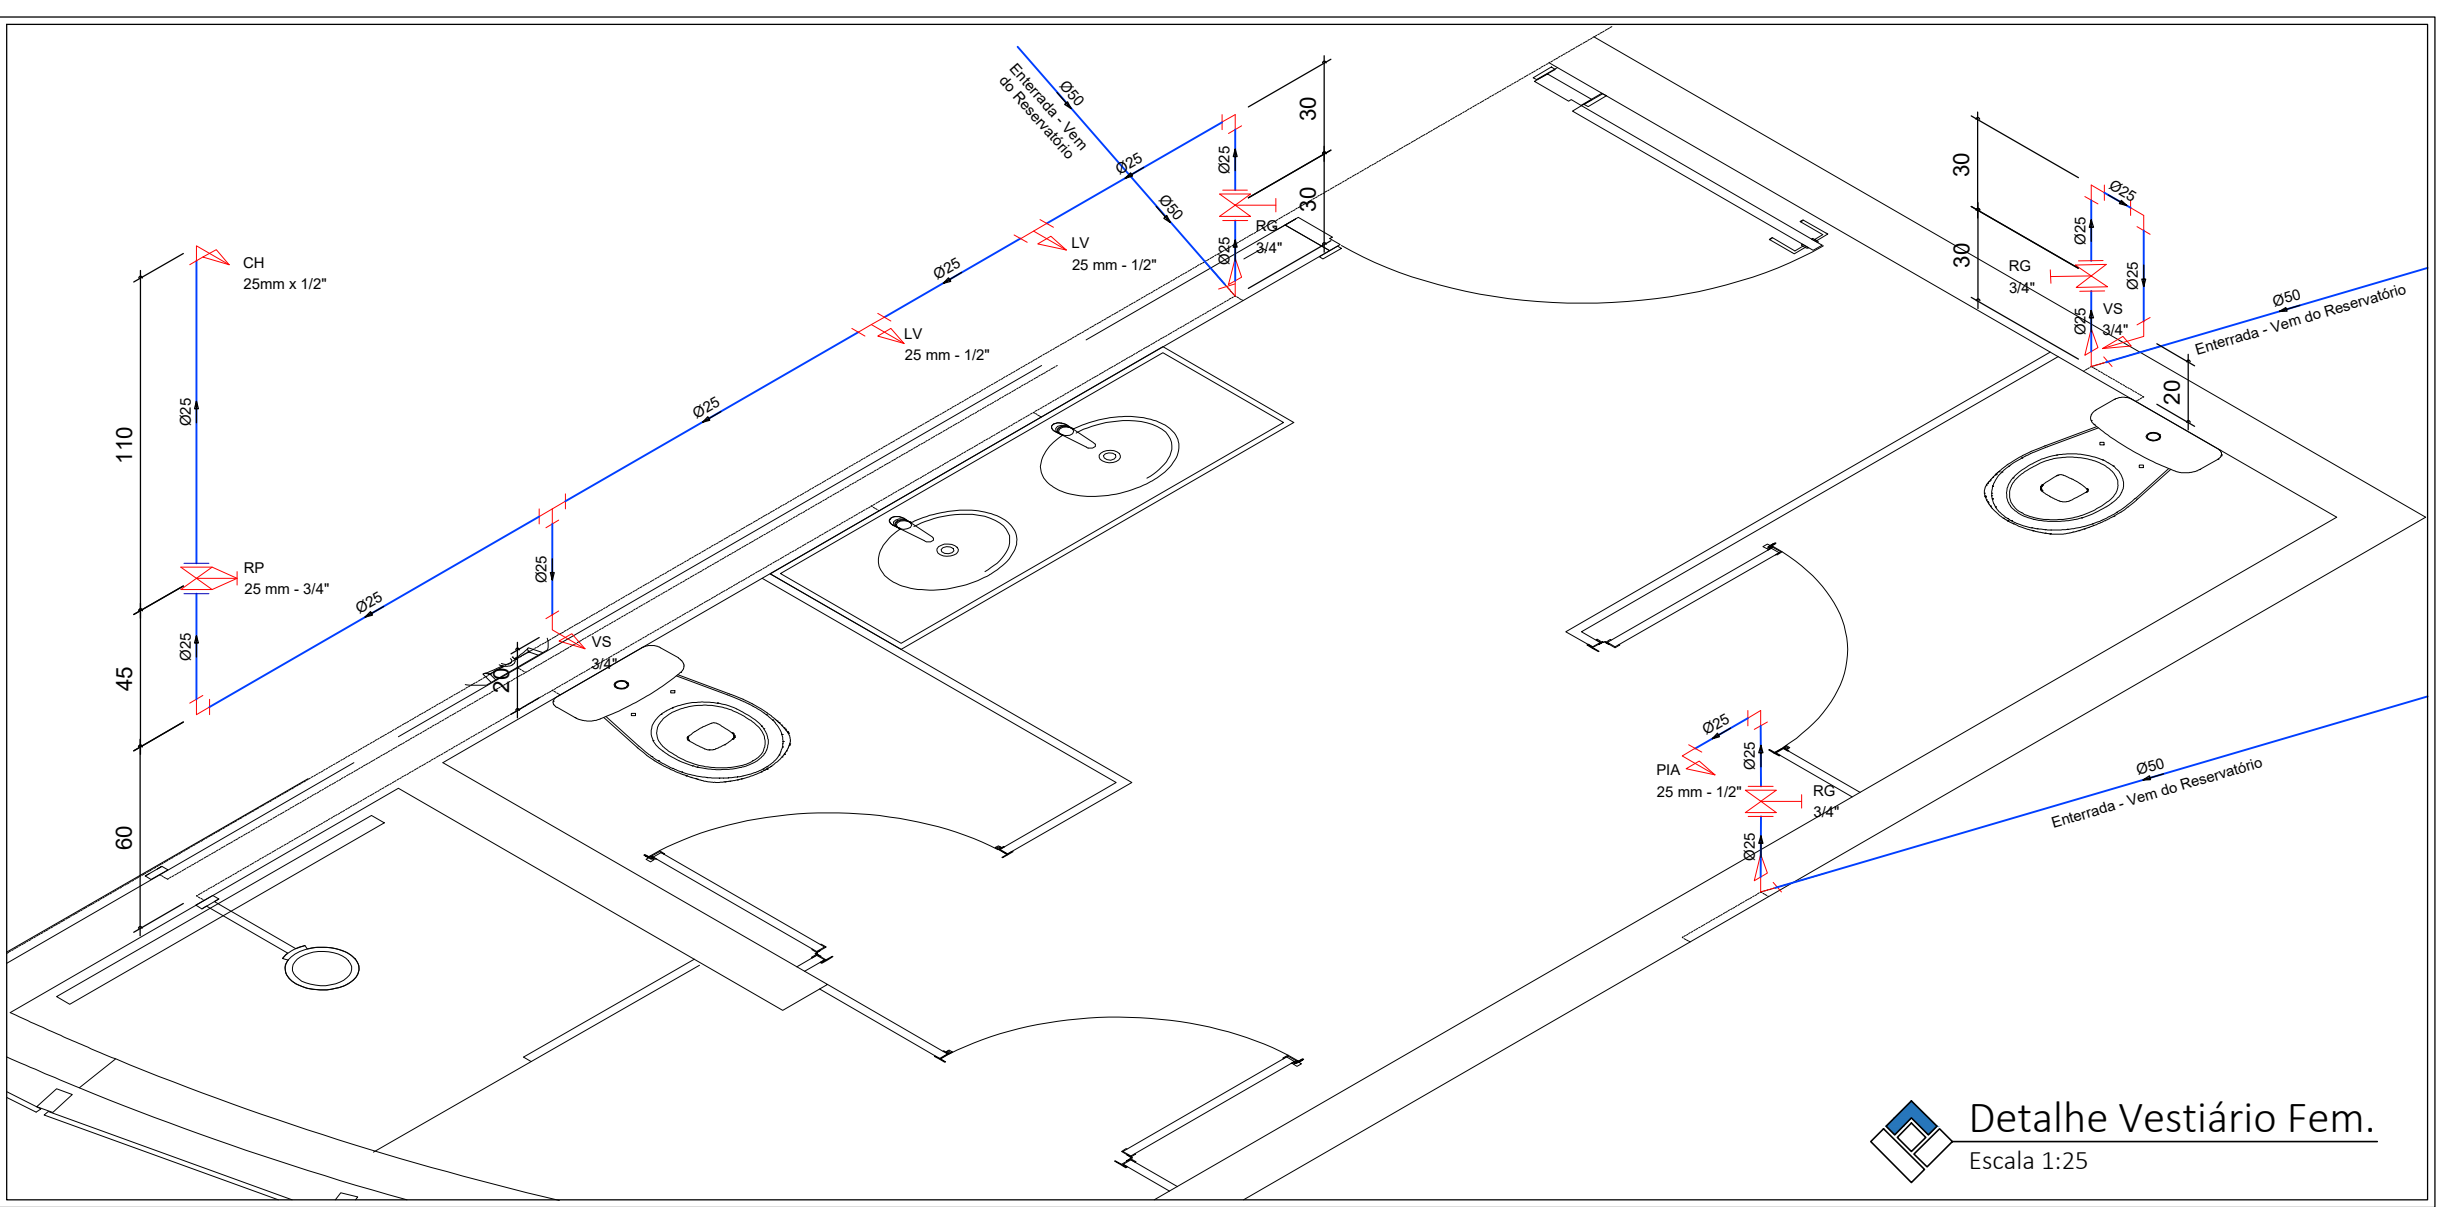 Ø50
Enterrada - Vem
do Reservatório
Ø50
Ø25
Ø25
30
30
RG
3/4"
Ø25
LV
25 mm - 1/2"
Ø25
LV
25 mm - 1/2"
Ø25
CH
25mm x 1/2"
Ø25
110
RP
25 mm - 3/4"
Ø25
45
60
Ø25
Ø25
VS
3/4"
20
30
30
Ø25
Ø25
Ø25
RG
3/4"
Ø25
VS
3/4"
Ø50
Enterrada - Vem do Reservatório
20
Ø25
Ø25
PIA
25 mm - 1/2"
RG
3/4"
Ø25
Ø50
Enterrada - Vem do Reservatório
Detalhe Vestiário Fem.
Escala 1:25